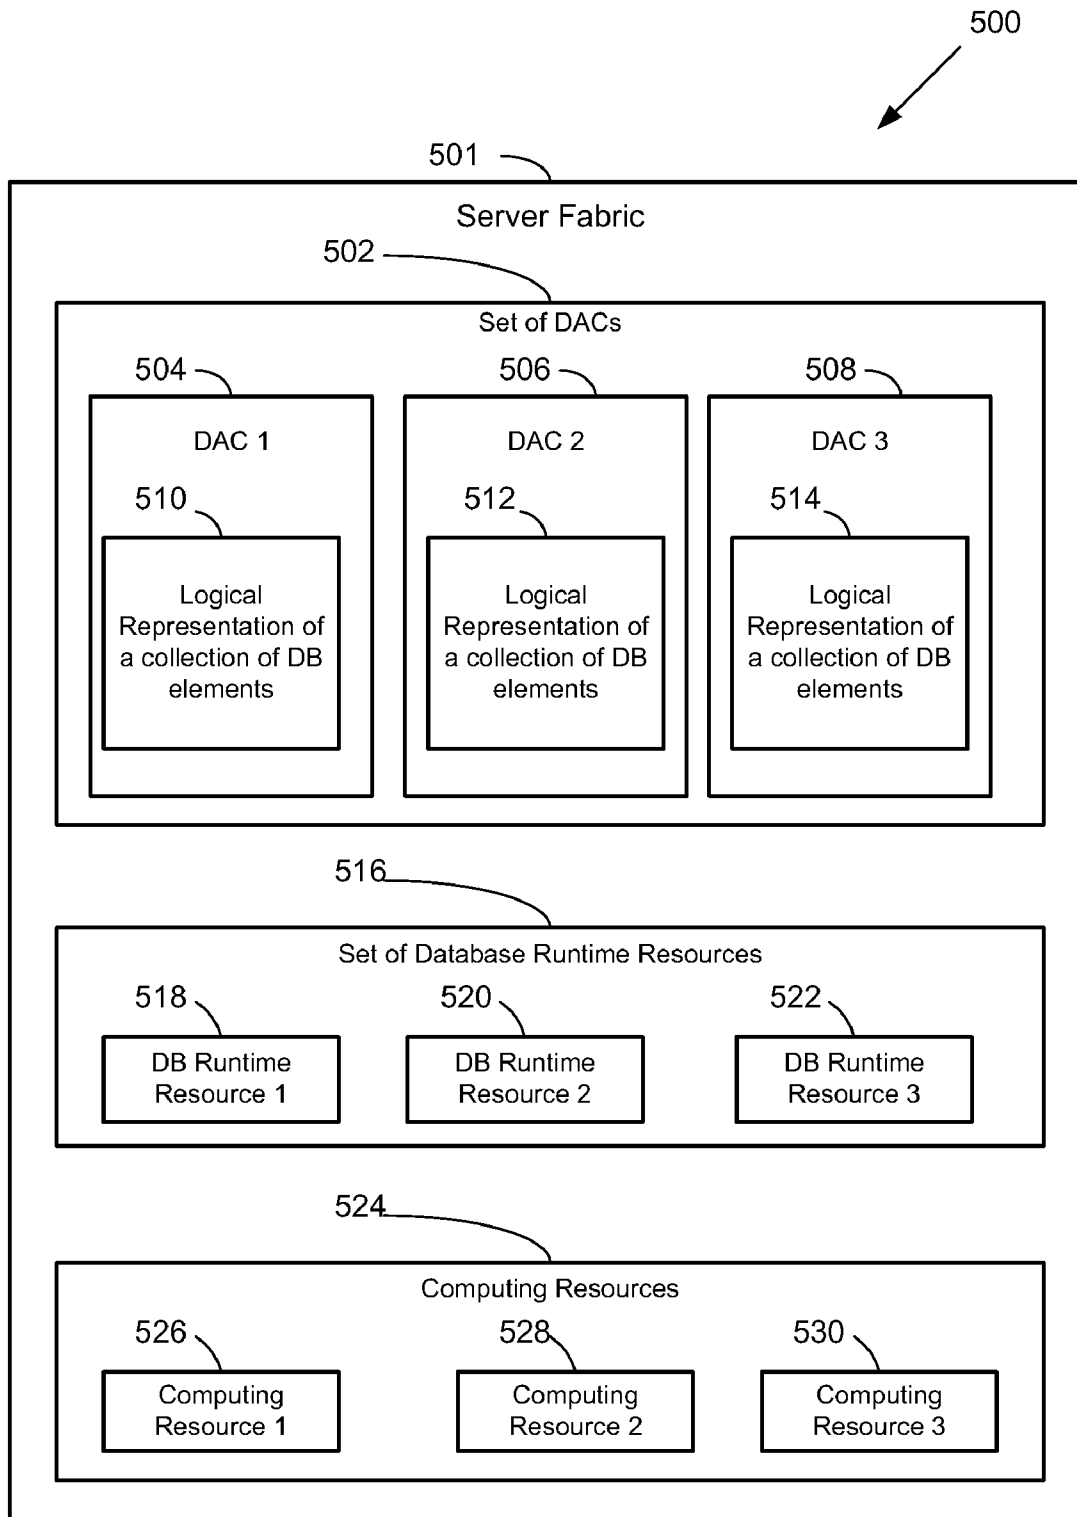 500
501
Server Fabric
502
Set of DACs
504
506
508
DAC 1
DAC 2
DAC 3
510
512
514
Logical
Representation of
a collection of DB
elements
Logical
Representation of
a collection of DB
elements
Logical
Representation of
a collection of DB
elements
516
Set of Database Runtime Resources
518
520
522
DB Runtime
Resource 1
DB Runtime
Resource 2
DB Runtime
Resource 3
524
Computing Resources
526
528
530
Computing
Resource 1
Computing
Resource 2
Computing
Resource 3